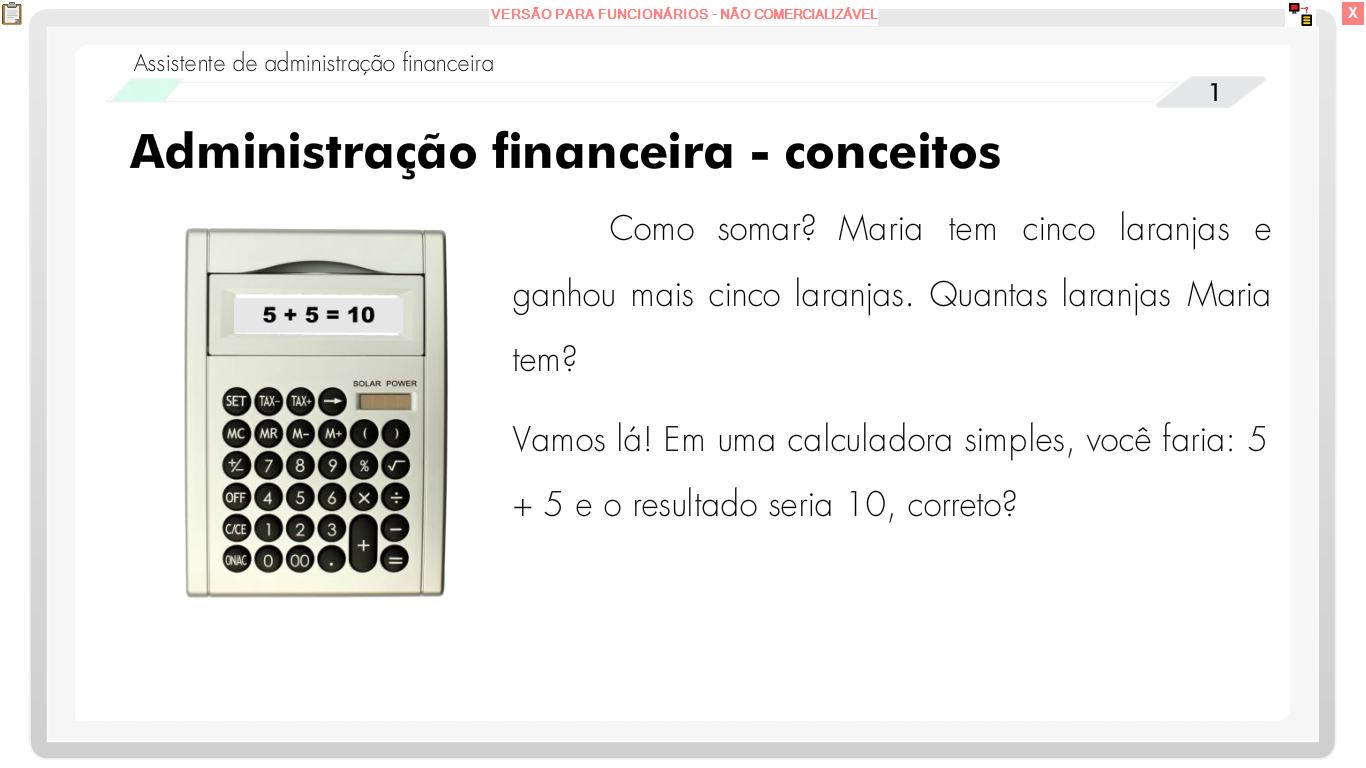 VERSÃO PARA FUNCIONÁRIOS - NÃO COMERCIALIZÁVEL
X
Assistente de administração financeira
1
Administração financeira - conceitos
Como somar? Maria tem cinco laranjas e
ganhou mais cinco laranjas. Quantas laranjas Maria
tem?
Vamos lá! Em uma calculadora simples, você faria: 5
+ 5 e o resultado seria 10, correto?
5 + 5 = 10
SOLAR POWER
SET TAX− TAX+ →
MC MR M− M+ ( )
+/− 7 8 9 % √
OFF 4 5 6 × ÷
C/CE 1 2 3 + −
ON/AC 0 00 . =